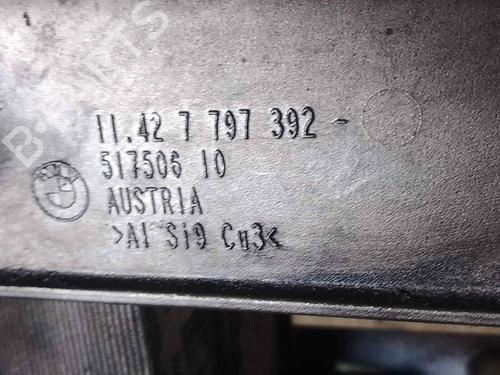 11.42 7 797 392 -
517506 10
AUSTRIA
>Al Si9 Cu3<